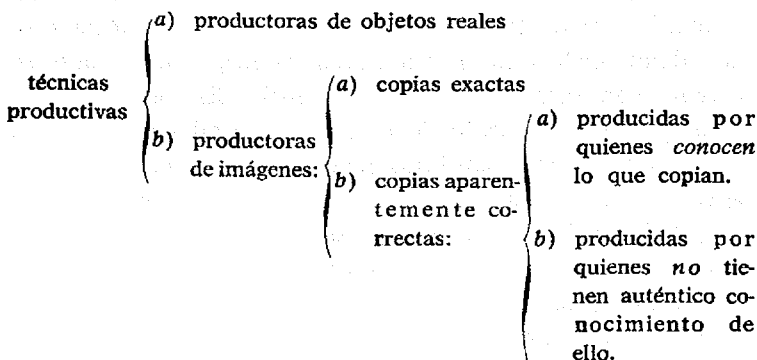 a) productoras de objetos reales
técnicas
productivas
a) copias exactas
b) productoras
de imágenes:
a) producidas por
quienes conocen
lo que copian.
b) copias aparen-
temente co-
rrectas:
b) producidas por
quienes no tie-
nen auténtico co-
nocimiento de
ello.